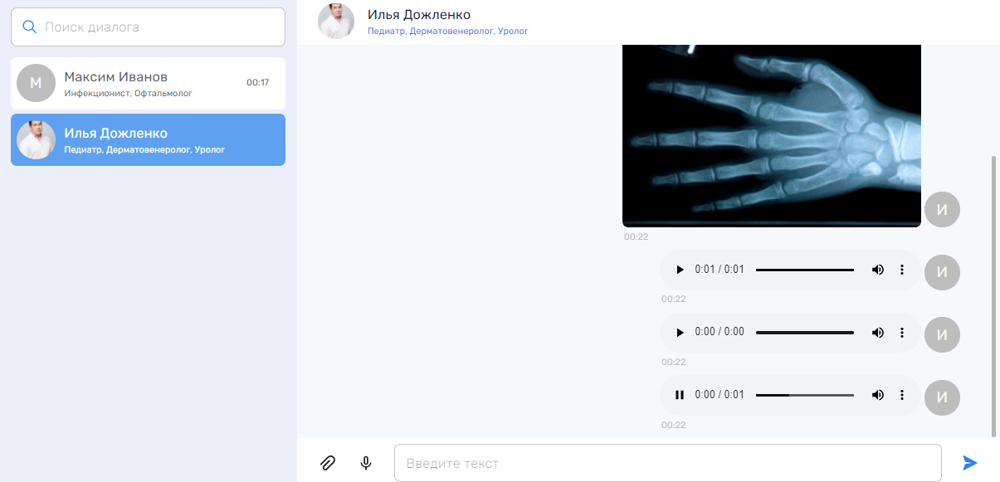 Поиск диалога
М
Максим Иванов
00:17
Инфекционист, Офтальмолог
Илья Дожленко
Педиатр, Дерматовенеролог, Уролог
Илья Дожленко
Педиатр, Дерматовенеролог, Уролог
И
00:22
0:01 / 0:01
И
00:22
0:00 / 0:00
И
00:22
0:00 / 0:01
И
00:22
Введите текст